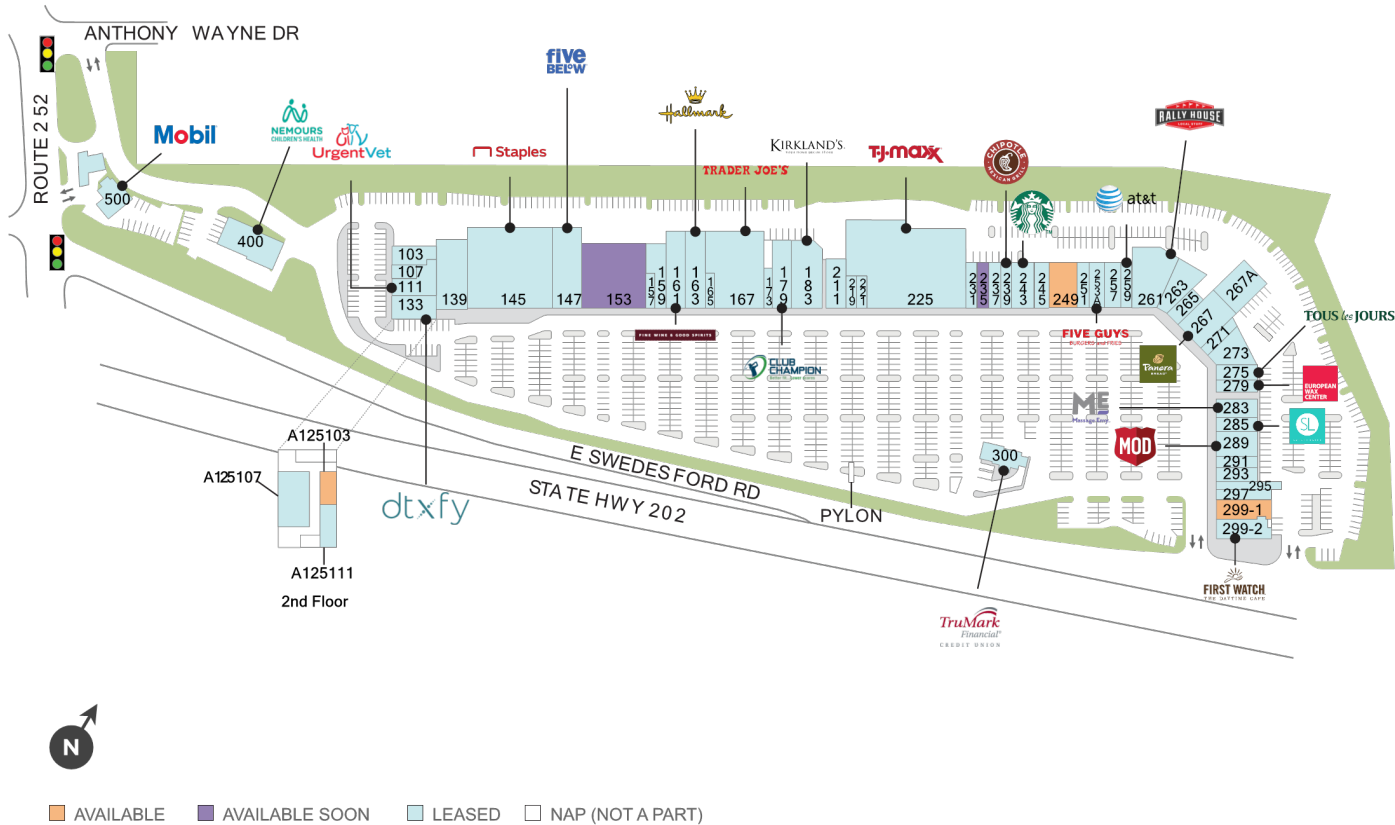 ANTHONY WAYNE DR
ROUTE 252
Mobil
500
NEMOURS
CHILDREN'S HEALTH
UrgentVet
400
Staples
five
BELOW
Hallmark
TRADER JOE'S
KIRKLAND'S
T.J.maxx
CHIPOTLE
MEXICAN GRILL
at&t
RALLY HOUSE
103
107
111
133
139
145
147
153
157
159
161
163
165
167
173
179
183
211
219
221
225
231
235
237
239
243
245
249
251
253A
257
259
261
263
265
267
267A
271
273
275
279
283
285
289
291
293
295
297
299-1
299-2
FINE WINE & GOOD SPIRITS
CLUB
CHAMPION
FIVE GUYS
BURGERS and FRIES
Panera
BREAD
TOUS les JOURS
EUROPEAN
WAX
CENTER
ME
Massage Envy
SL
MOD
300
A125103
A125107
A125111
2nd Floor
dtxfy
E SWEDESFORD RD
STATE HWY 202
PYLON
FIRST WATCH
THE DAYTIME CAFE
TruMark
Financial®
CREDIT UNION
N
AVAILABLE
AVAILABLE SOON
LEASED
NAP (NOT A PART)